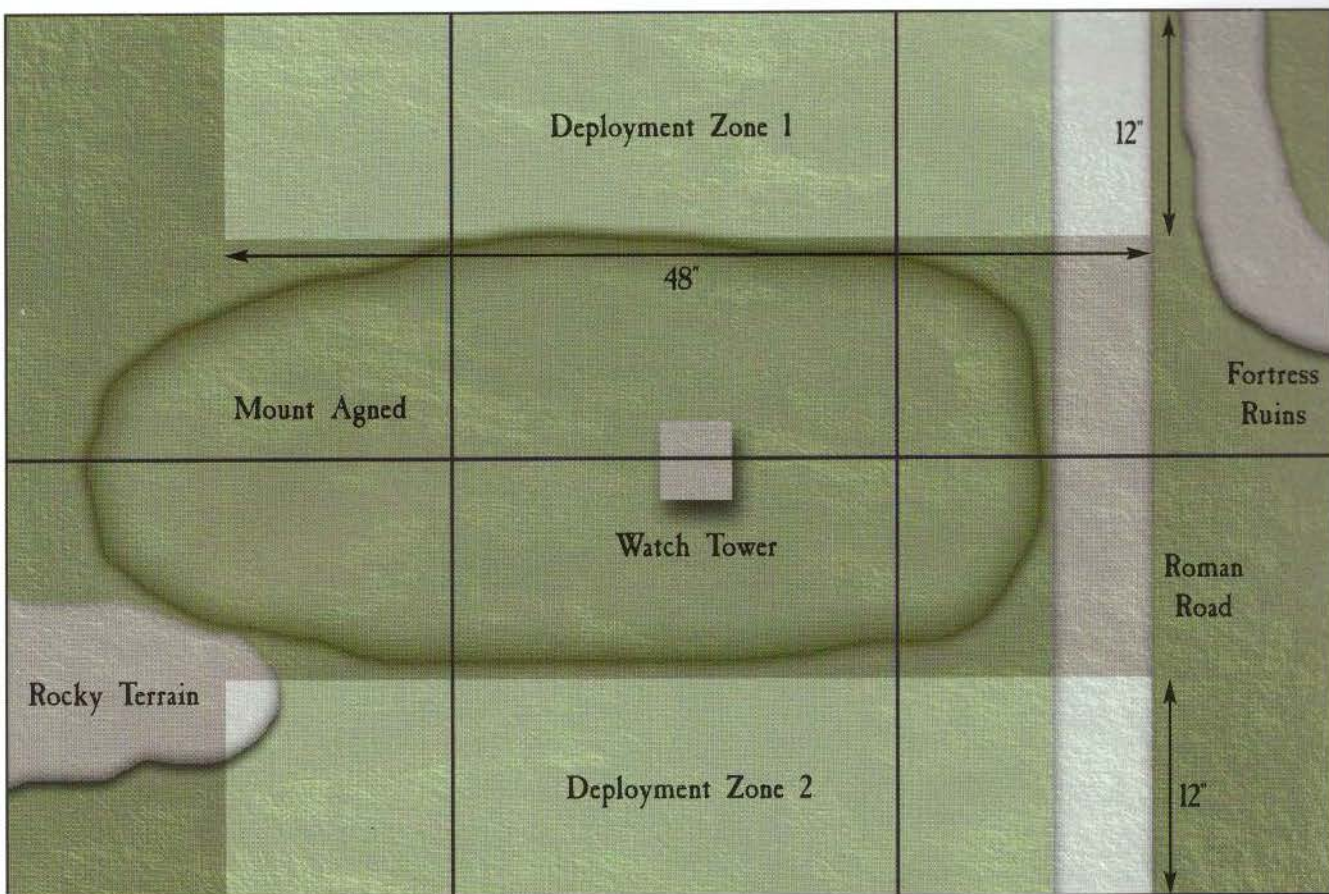 Deployment Zone 1
12"
48"
Fortress
Ruins
Mount Agned
Watch Tower
Roman
Road
Rocky Terrain
Deployment Zone 2
12"